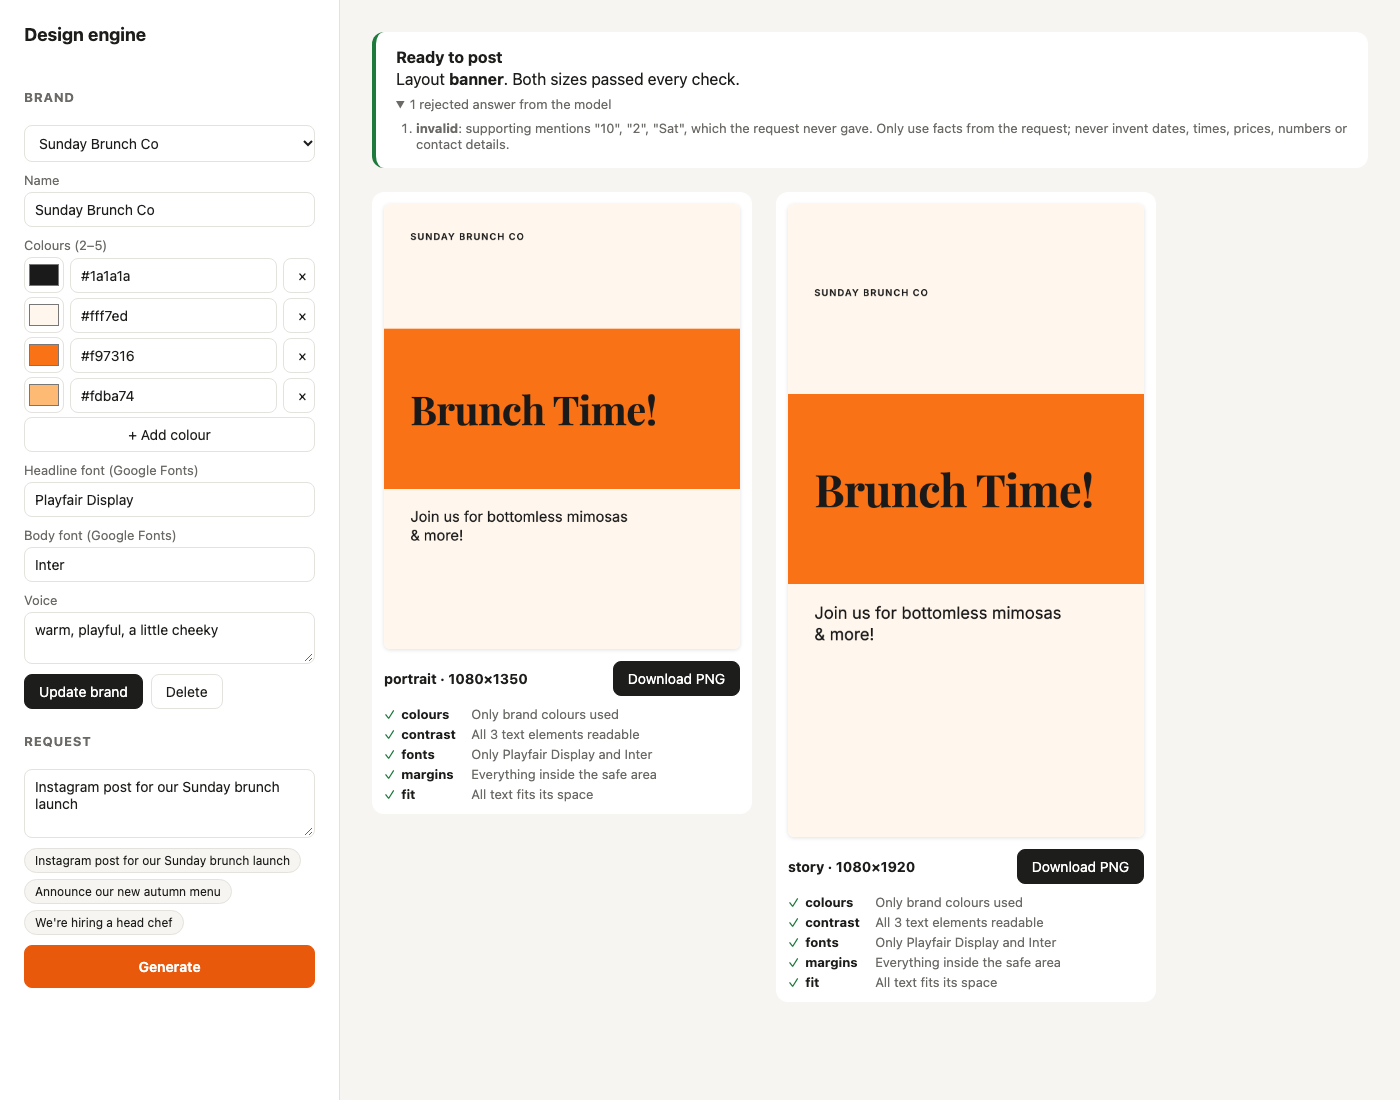 Design engine
BRAND
Sunday Brunch Co
Name
Sunday Brunch Co
Colours (2–5)
#1a1a1a ×
#fff7ed ×
#f97316 ×
#fdba74 ×
+ Add colour
Headline font (Google Fonts)
Playfair Display
Body font (Google Fonts)
Inter
Voice
warm, playful, a little cheeky
Update brand Delete
REQUEST
Instagram post for our Sunday brunch
launch
Instagram post for our Sunday brunch launch
Announce our new autumn menu
We're hiring a head chef
Generate
Ready to post
Layout banner. Both sizes passed every check.
▼ 1 rejected answer from the model
1. invalid: supporting mentions "10", "2", "Sat", which the request never gave. Only use facts from the request; never invent dates, times, prices, numbers or
contact details.
SUNDAY BRUNCH CO
Brunch Time!
Join us for bottomless mimosas
& more!
portrait · 1080×1350 Download PNG
✓ colours Only brand colours used
✓ contrast All 3 text elements readable
✓ fonts Only Playfair Display and Inter
✓ margins Everything inside the safe area
✓ fit All text fits its space
SUNDAY BRUNCH CO
Brunch Time!
Join us for bottomless mimosas
& more!
story · 1080×1920 Download PNG
✓ colours Only brand colours used
✓ contrast All 3 text elements readable
✓ fonts Only Playfair Display and Inter
✓ margins Everything inside the safe area
✓ fit All text fits its space